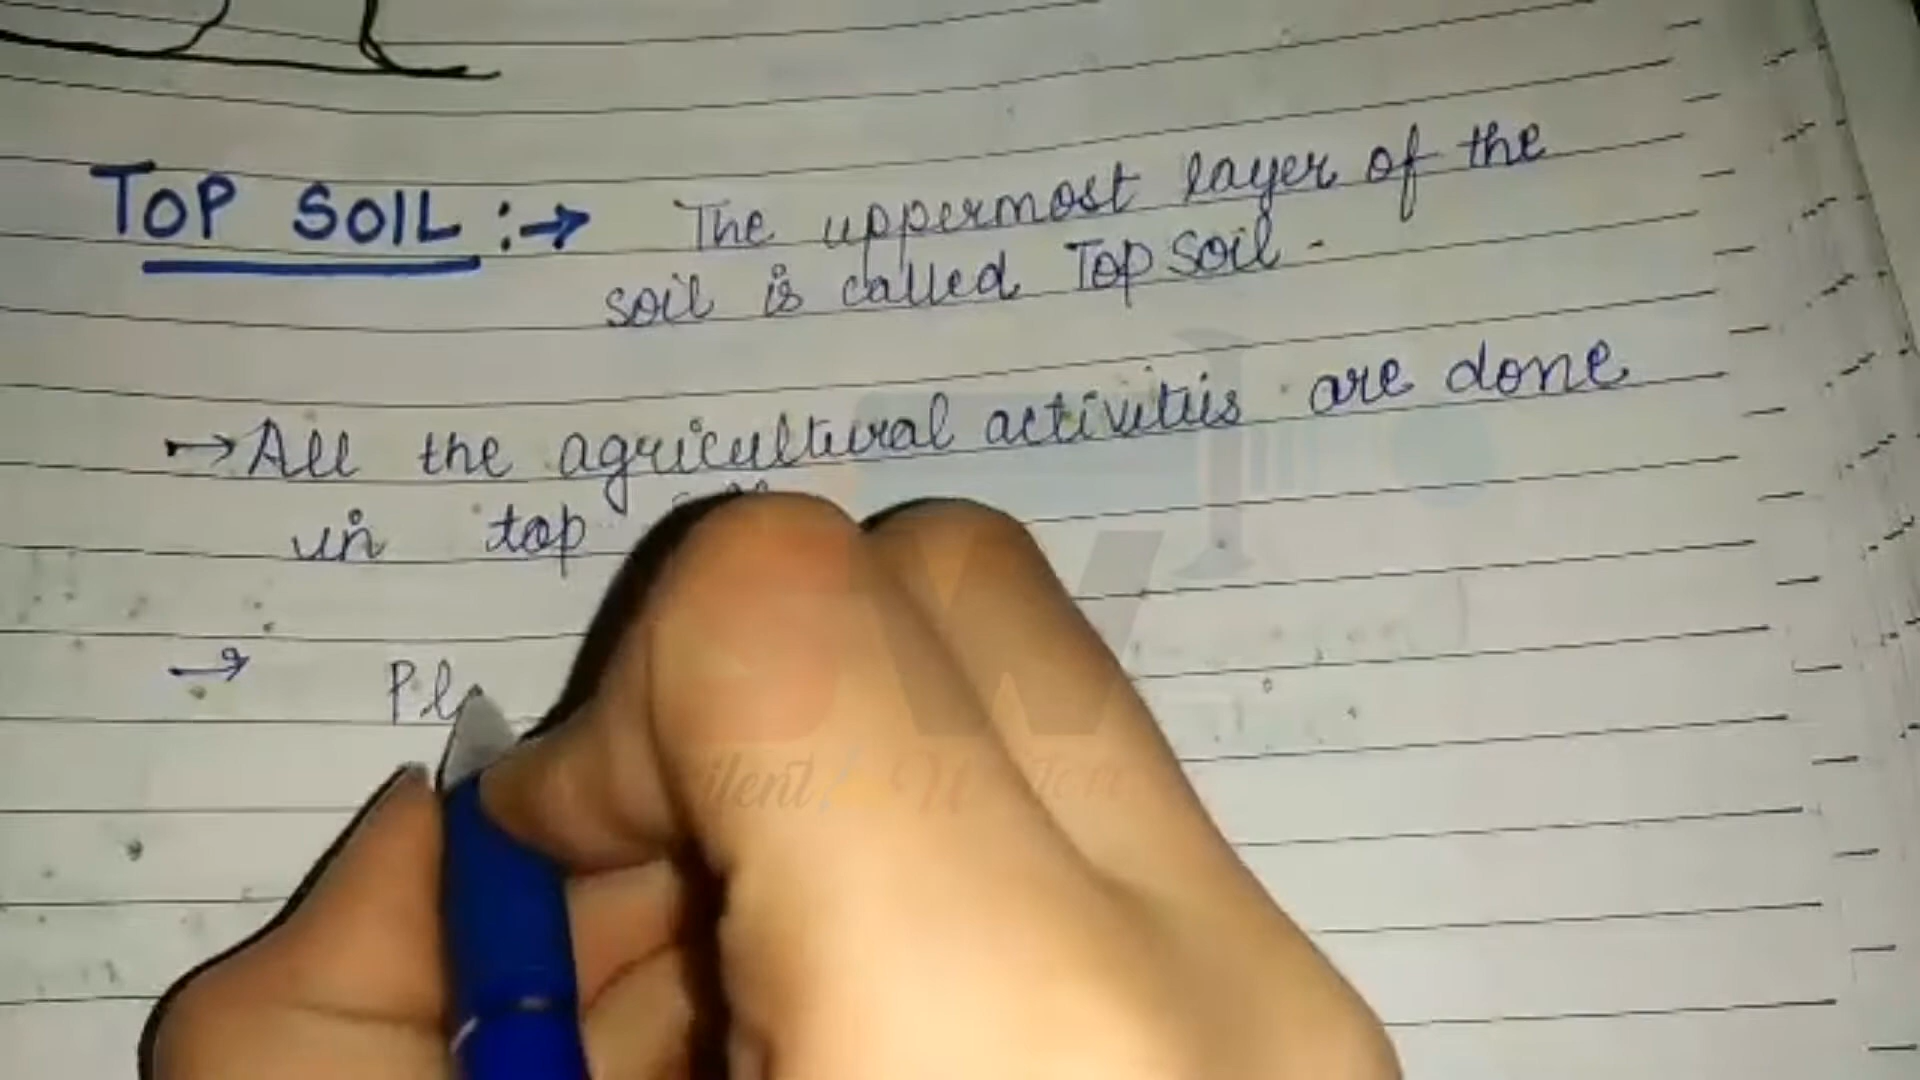 TOP SOIL :→ The uppermost layer of the
soil is called Top soil -
→ All the agricultural activities are done
in top
→ Pl